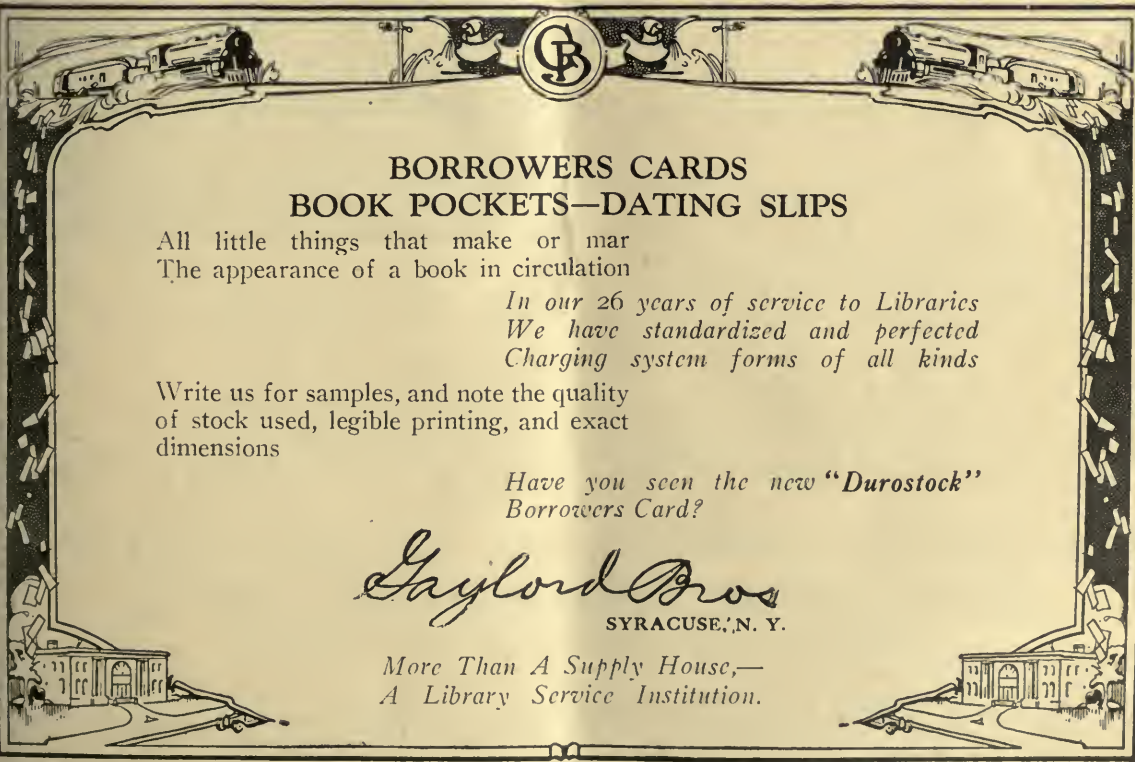 GB
BORROWERS CARDS
BOOK POCKETS—DATING SLIPS
All little things that make or mar
The appearance of a book in circulation
In our 26 years of service to Libraries
We have standardized and perfected
Charging system forms of all kinds
Write us for samples, and note the quality
of stock used, legible printing, and exact
dimensions
Have you seen the new “Durostock”
Borrowers Card?
Gaylord Bros
SYRACUSE, N. Y.
More Than A Supply House,—
A Library Service Institution.